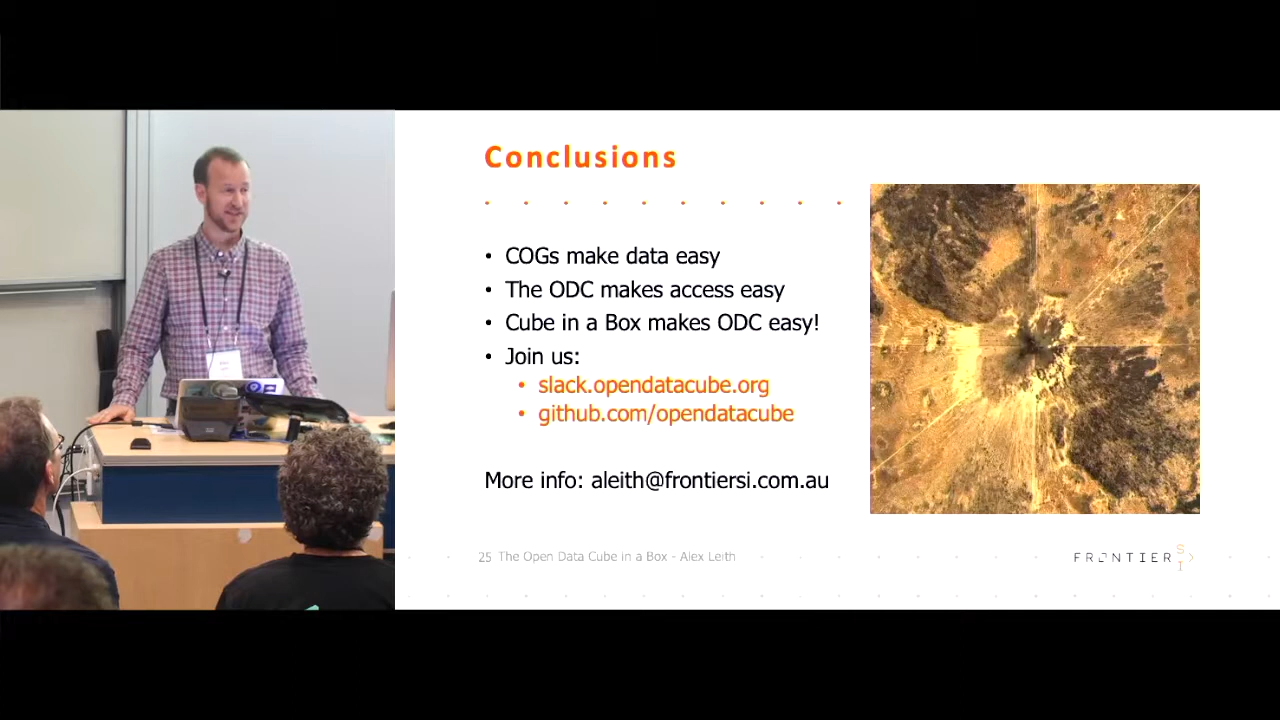 Conclusions
• COGs make data easy
• The ODC makes access easy
• Cube in a Box makes ODC easy!
• Join us:
• slack.opendatacube.org
• github.com/opendatacube
More info: aleith@frontiersi.com.au
25 The Open Data Cube in a Box - Alex Leith
FRONTIER SI